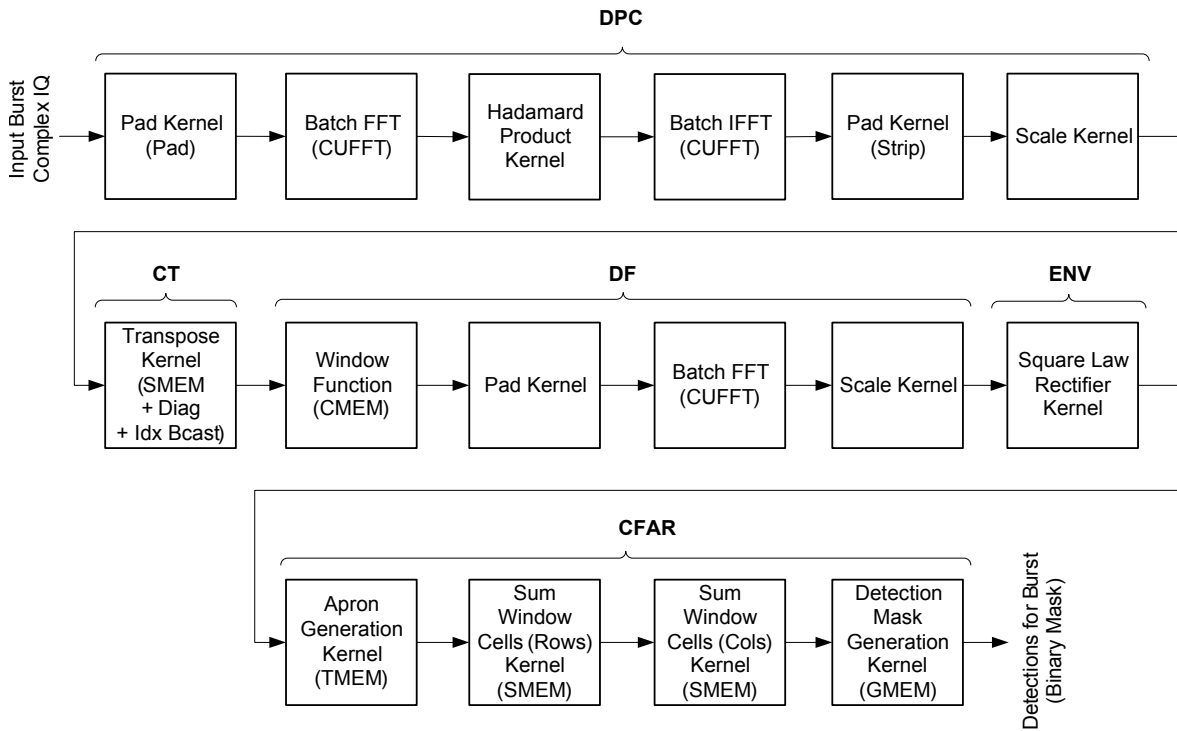 DPC
Input Burst
Complex IQ
Pad Kernel
(Pad)
Batch FFT
(CUFFT)
Hadamard
Product
Kernel
Batch IFFT
(CUFFT)
Pad Kernel
(Strip)
Scale Kernel
CT
DF
ENV
Transpose
Kernel
(SMEM
+ Diag
+ Idx Bcast)
Window
Function
(CMEM)
Pad Kernel
Batch FFT
(CUFFT)
Scale Kernel
Square Law
Rectifier
Kernel
CFAR
Apron
Generation
Kernel
(TMEM)
Sum
Window
Cells (Rows)
Kernel
(SMEM)
Sum
Window
Cells (Cols)
Kernel
(SMEM)
Detection
Mask
Generation
Kernel
(GMEM)
Detections for Burst
(Binary Mask)